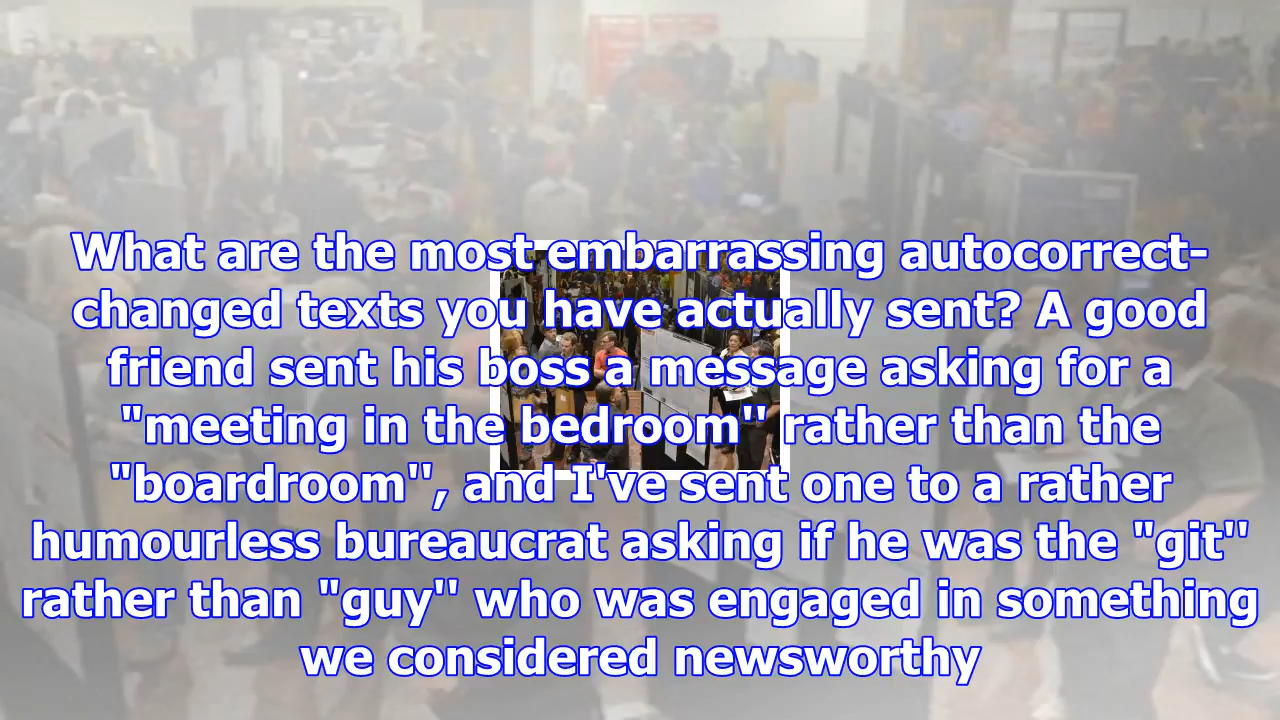 What are the most embarrassing autocorrect-
changed texts you have actually sent? A good
friend sent his boss a message asking for a
"meeting in the bedroom'' rather than the
"boardroom'', and I've sent one to a rather
humourless bureaucrat asking if he was the "git''
rather than "guy'' who was engaged in something
we considered newsworthy